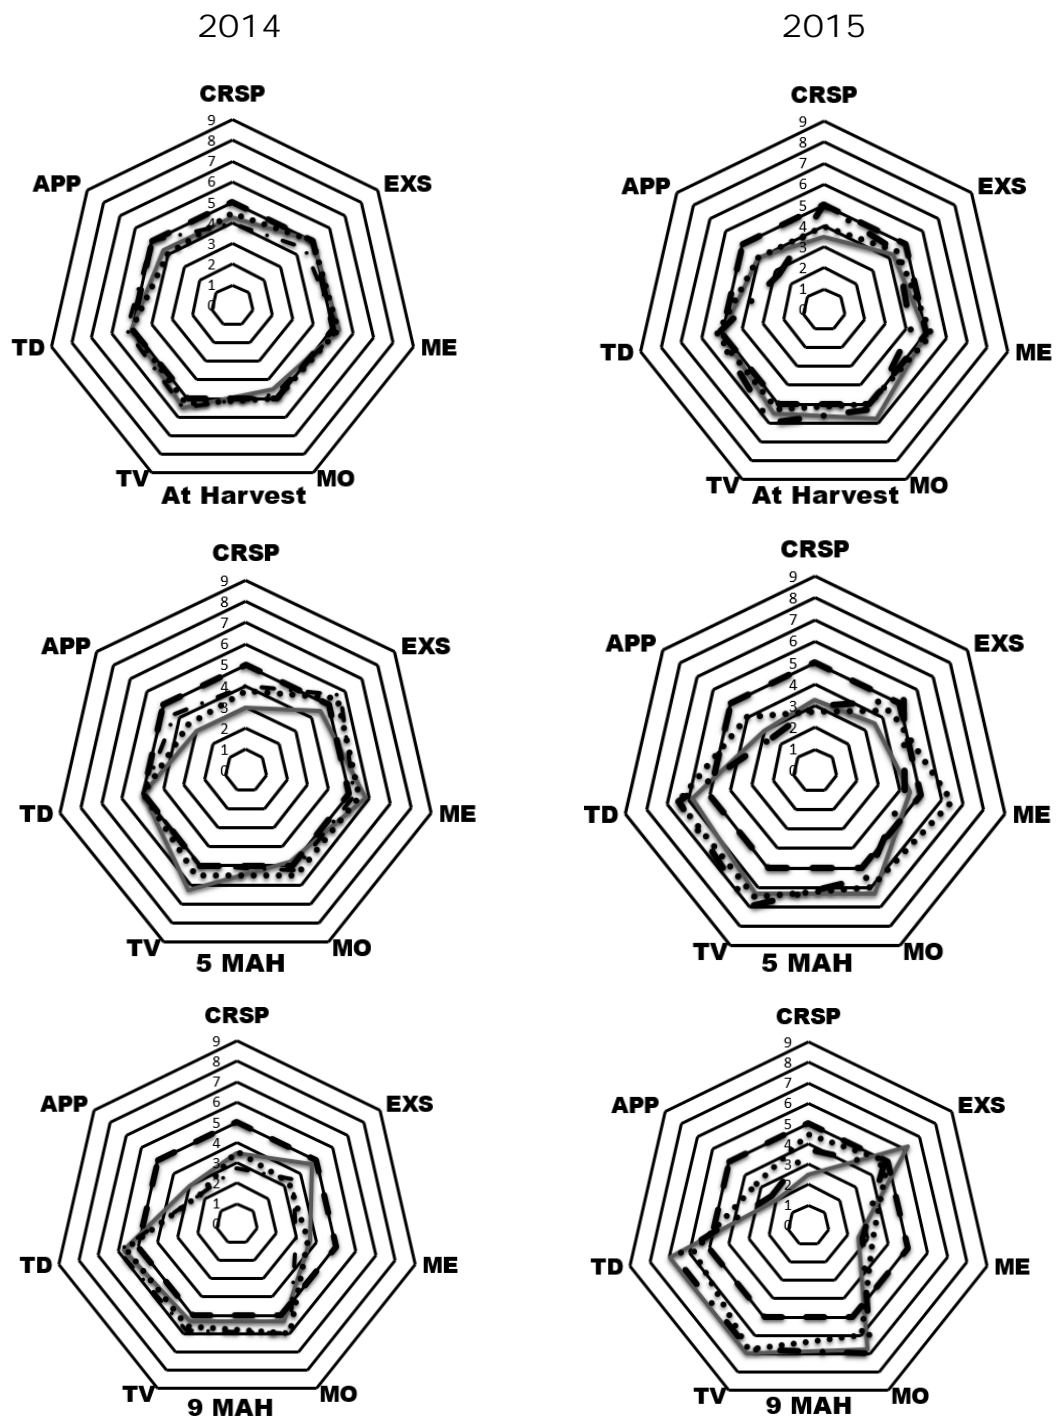 2014 2015
CRSP CRSP
9 9
8 8
7 7
APP 6 EXS APP 6 EXS
5 5
4 4
3 3
2 2
1 1
0 0
TD ME TD ME
TV MO TV MO
At Harvest At Harvest
CRSP CRSP
9 9
8 8
7 7
APP 6 EXS APP 6 EXS
5 5
4 4
3 3
2 2
1 1
0 0
TD ME TD ME
TV MO TV MO
5 MAH 5 MAH
CRSP CRSP
9 9
8 8
7 7
APP 6 EXS APP 6 EXS
5 5
4 4
3 3
2 2
1 1
0 0
TD ME TD ME
TV MO TV MO
9 MAH 9 MAH